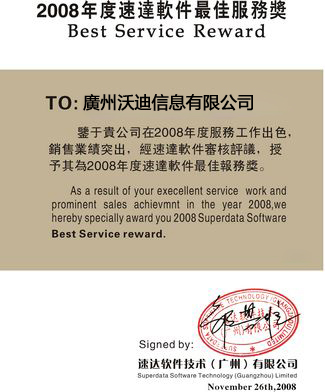 2008年度速達軟件最佳服務獎
Best Service Reward
TO: 廣州沃迪信息有限公司
鑒于貴公司在2008年度服務工作出色，
銷售業績突出，經速達軟件審核評議，授
予其為2008年度速達軟件最佳報務獎。
As a result of your execellent service work and
prominent sales achievmnt in the year 2008,we
hereby specially award you 2008 Superdata Software
Best Service reward.
Signed by:
速达软件技术（广州）有限公司
Superdata Software Technology (Guangzhou) Limited
November 26th,2008